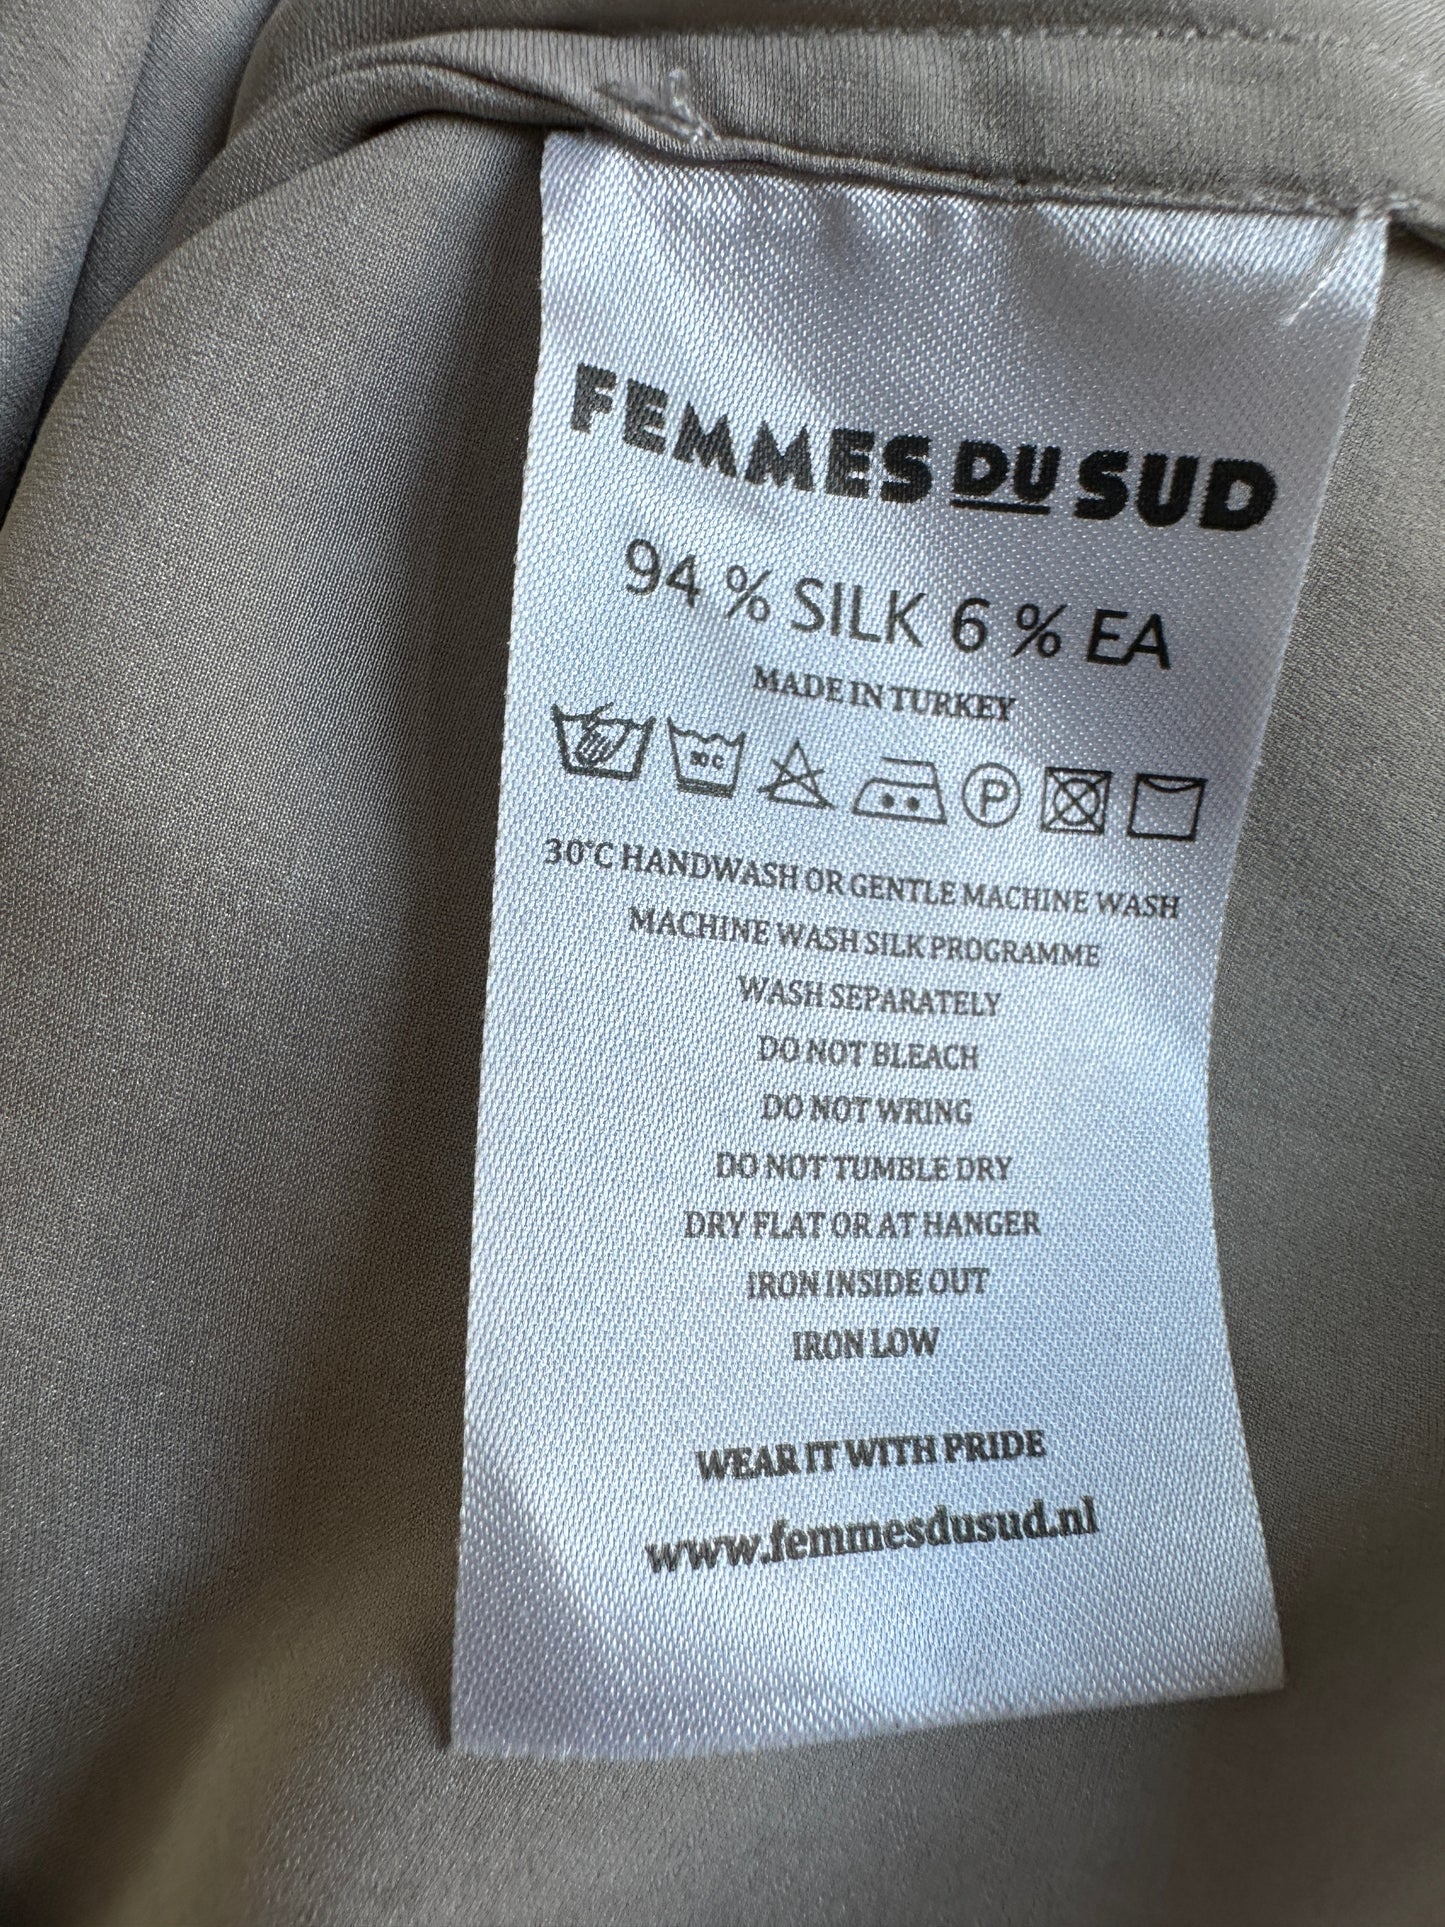 FEMMES DU SUD
94 % SILK 6 % EA
MADE IN TURKEY
30 C P
30°C HANDWASH OR GENTLE MACHINE WASH
MACHINE WASH SILK PROGRAMME
WASH SEPARATELY
DO NOT BLEACH
DO NOT WRING
DO NOT TUMBLE DRY
DRY FLAT OR AT HANGER
IRON INSIDE OUT
IRON LOW
WEAR IT WITH PRIDE
www.femmesdusud.nl